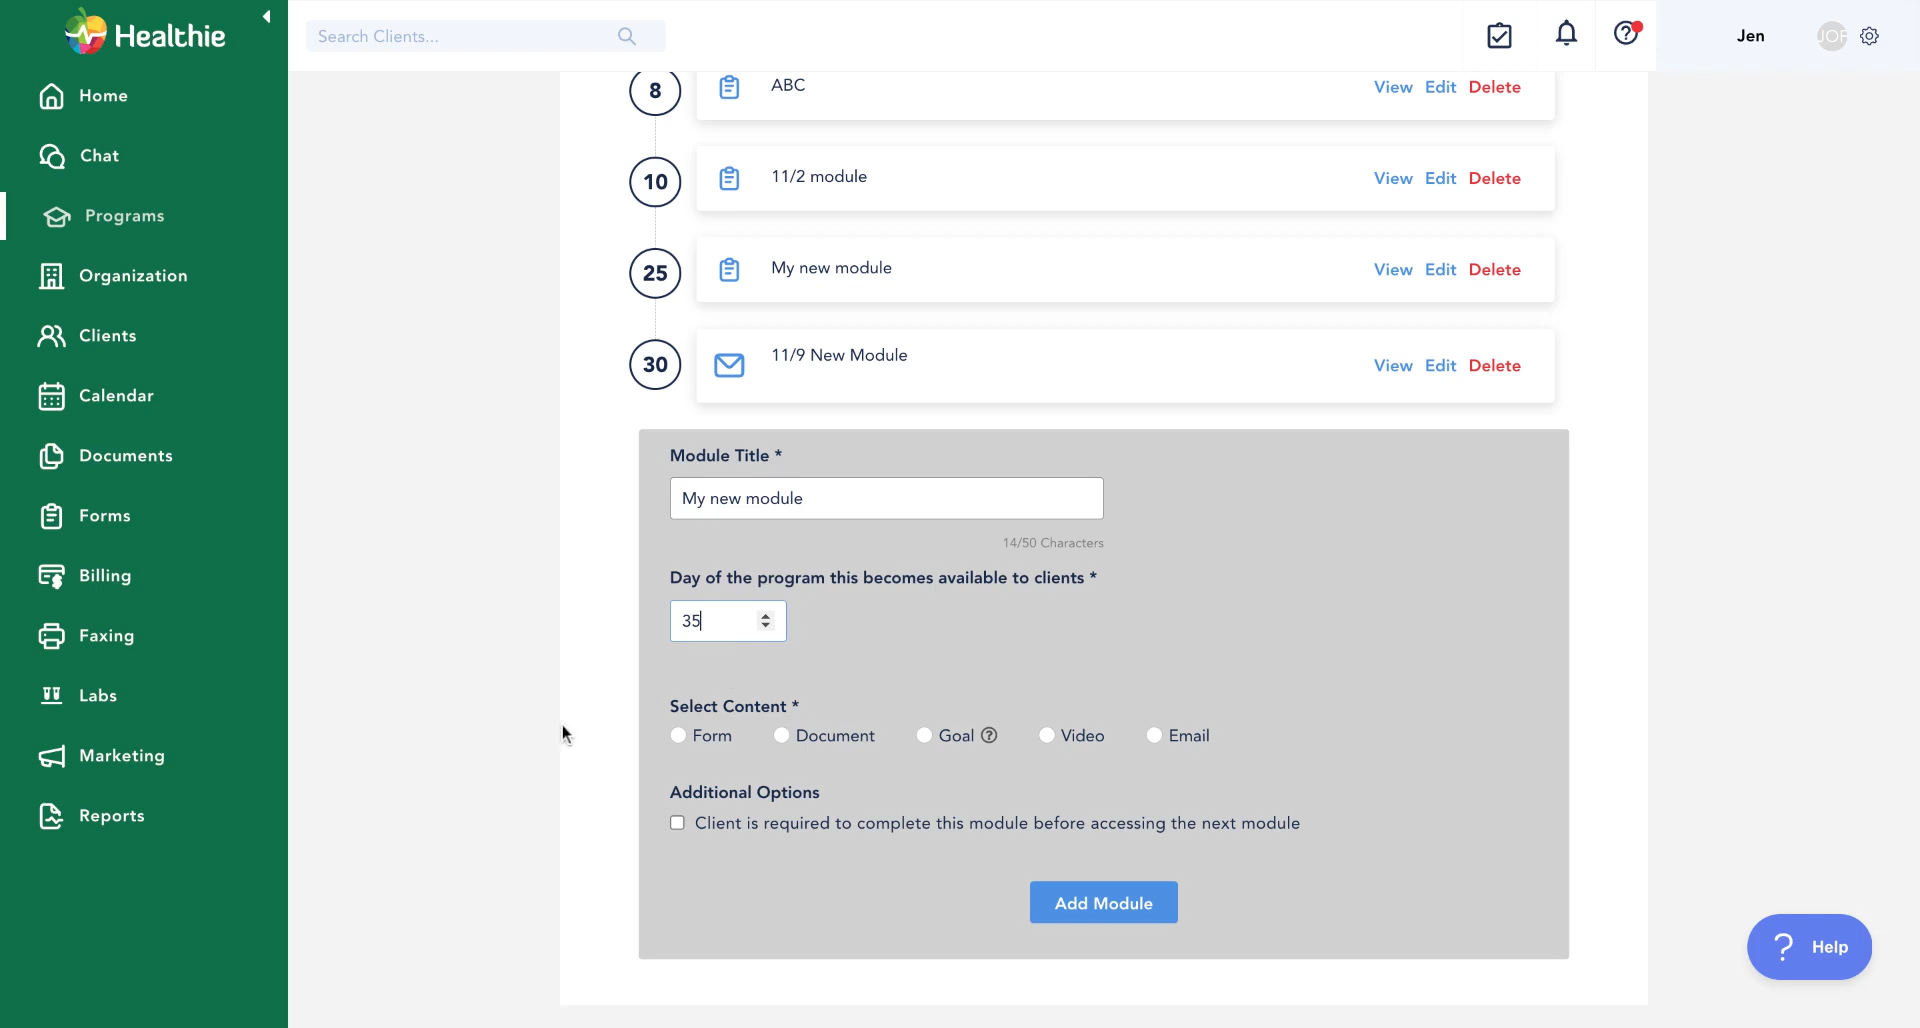 Healthie
Search Clients...
Jen
JOF
Home
Chat
Programs
Organization
Clients
Calendar
Documents
Forms
Billing
Faxing
Labs
Marketing
Reports
8
ABC
View Edit Delete
10
11/2 module
View Edit Delete
25
My new module
View Edit Delete
30
11/9 New Module
View Edit Delete
Module Title *
My new module
14/50 Characters
Day of the program this becomes available to clients *
35
Select Content *
Form Document Goal ? Video Email
Additional Options
Client is required to complete this module before accessing the next module
Add Module
? Help